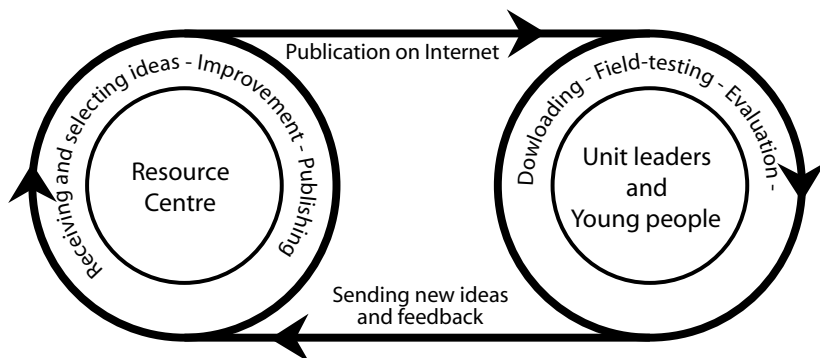 Publication on Internet
Receiving and selecting ideas - Improvement - Publishing
Resource
Centre
Dowloading - Field-testing - Evaluation -
Unit leaders
and
Young people
Sending new ideas
and feedback